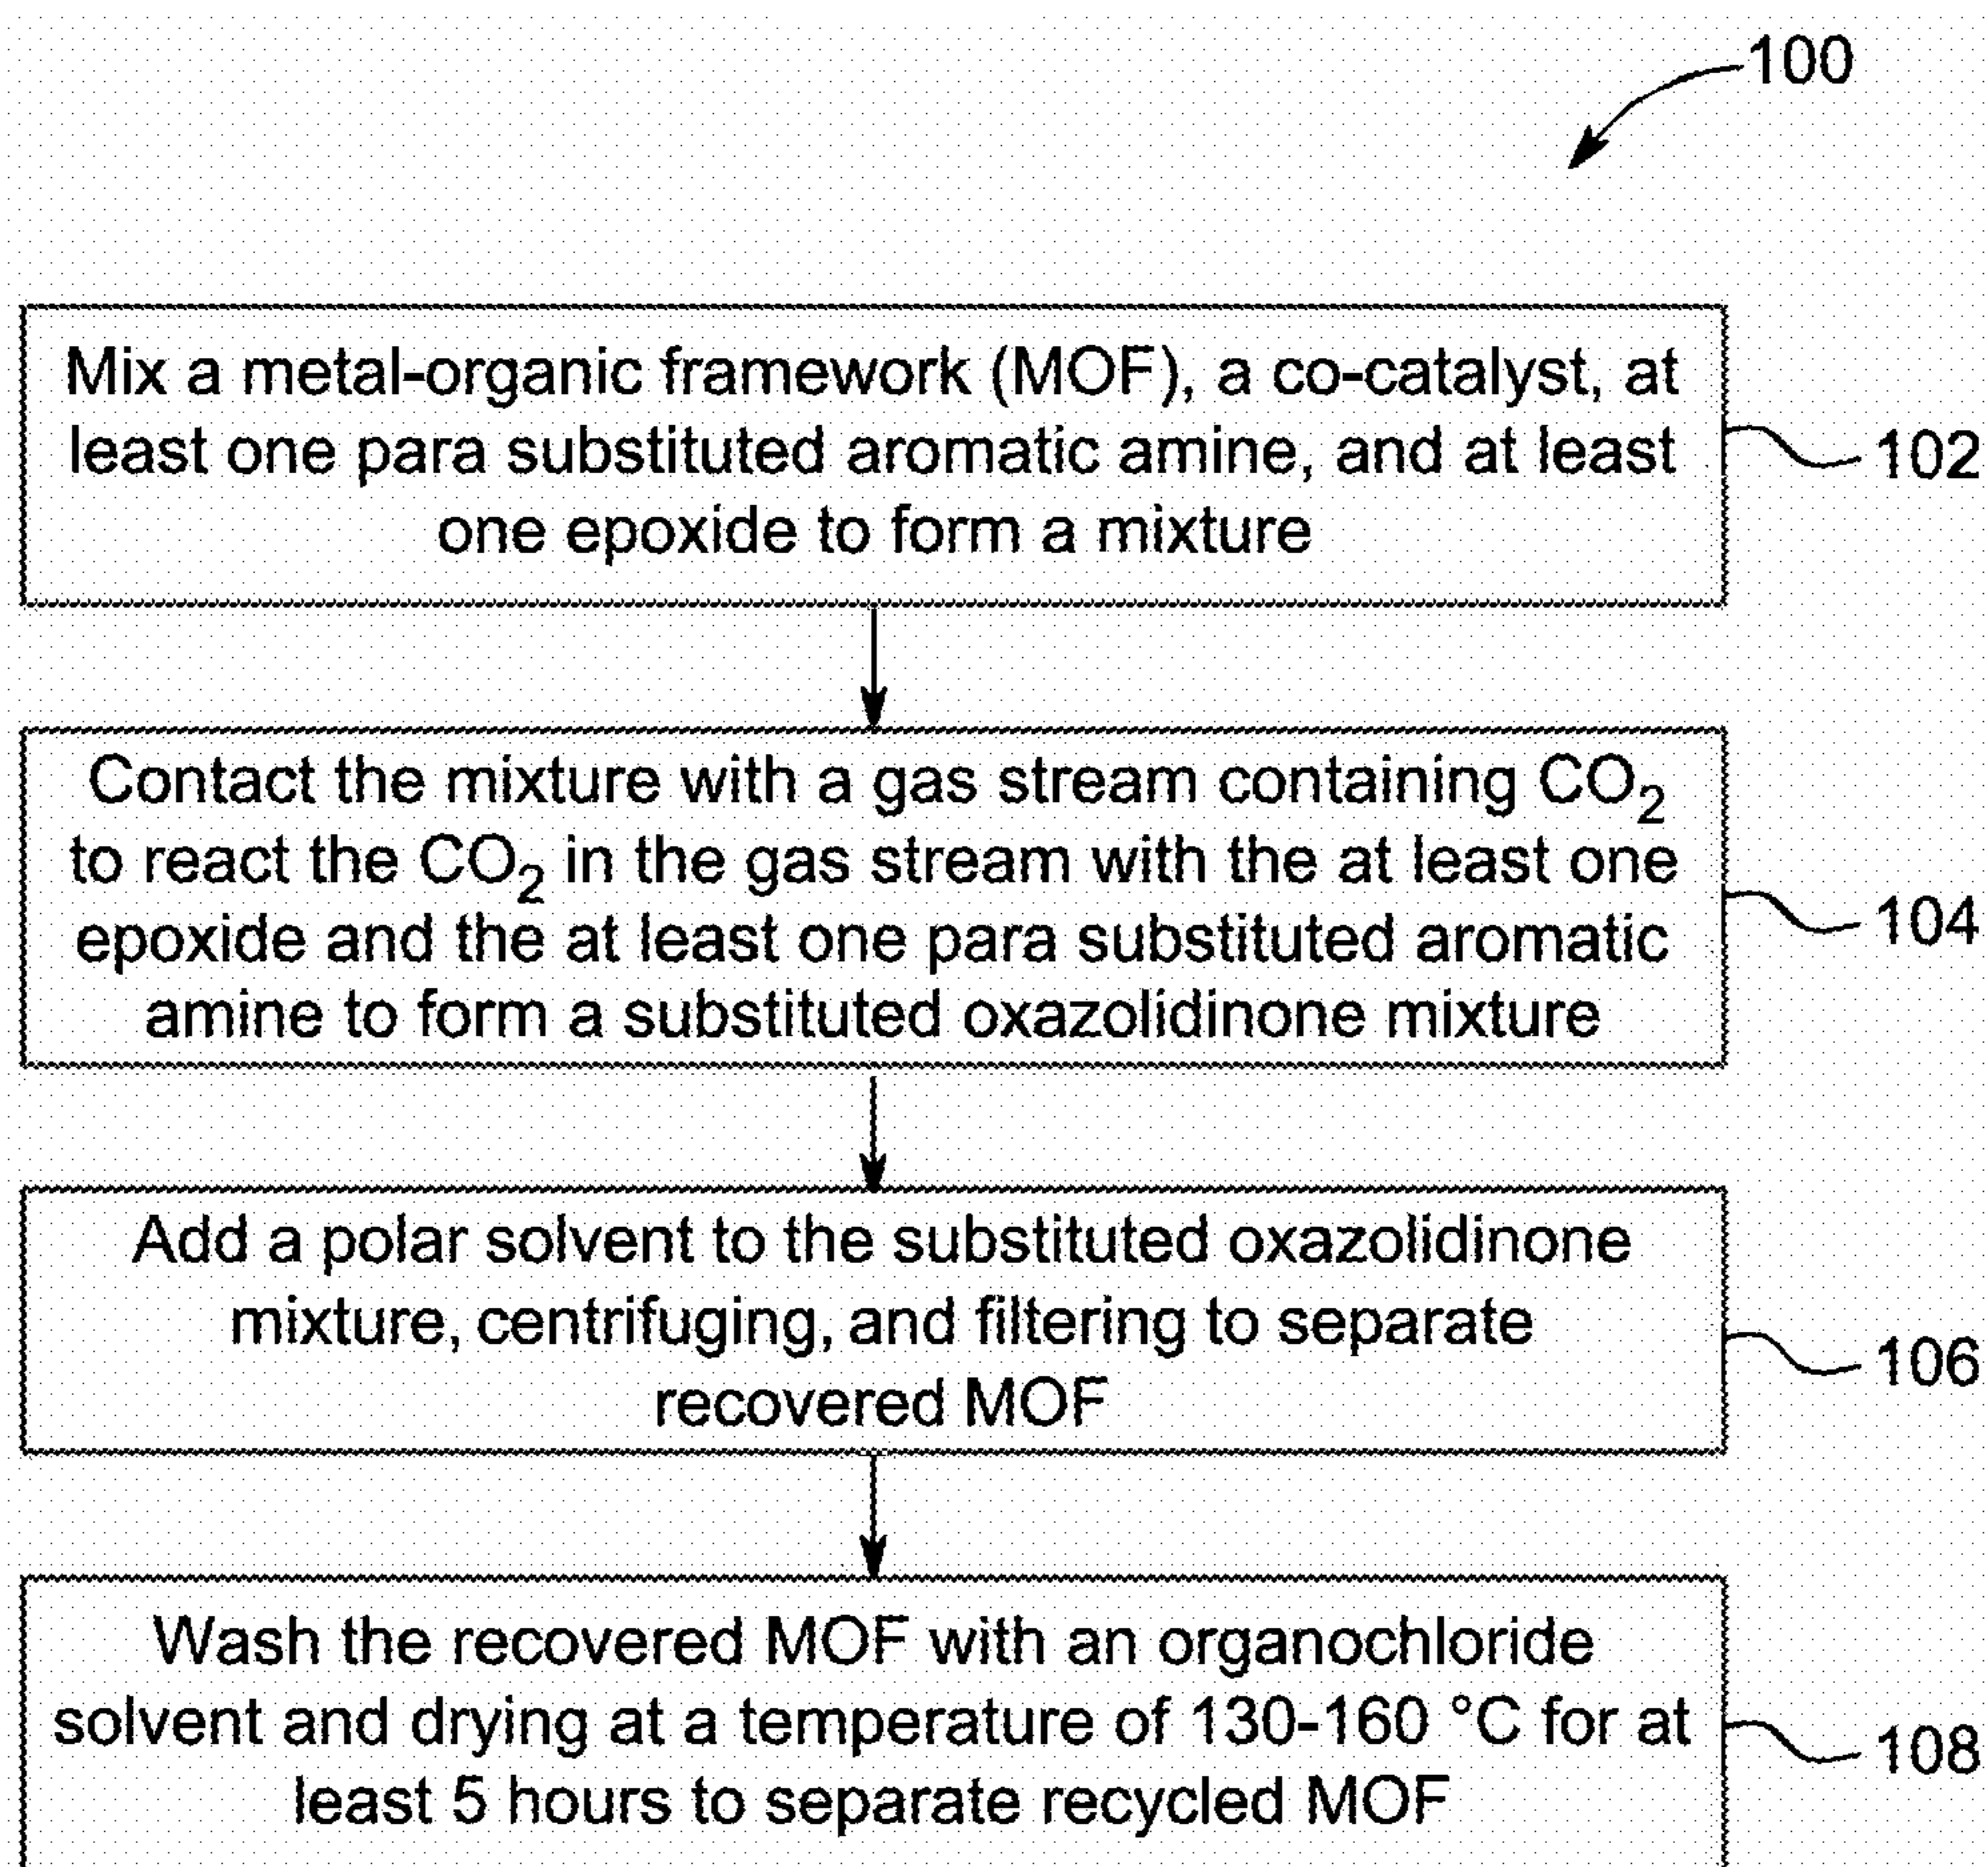 100
Mix a metal-organic framework (MOF), a co-catalyst, at
least one para substituted aromatic amine, and at least
one epoxide to form a mixture
102
Contact the mixture with a gas stream containing CO₂
to react the CO₂ in the gas stream with the at least one
epoxide and the at least one para substituted aromatic
amine to form a substituted oxazolidinone mixture
104
Add a polar solvent to the substituted oxazolidinone
mixture, centrifuging, and filtering to separate
recovered MOF
106
Wash the recovered MOF with an organochloride
solvent and drying at a temperature of 130-160 °C for at
least 5 hours to separate recycled MOF
108